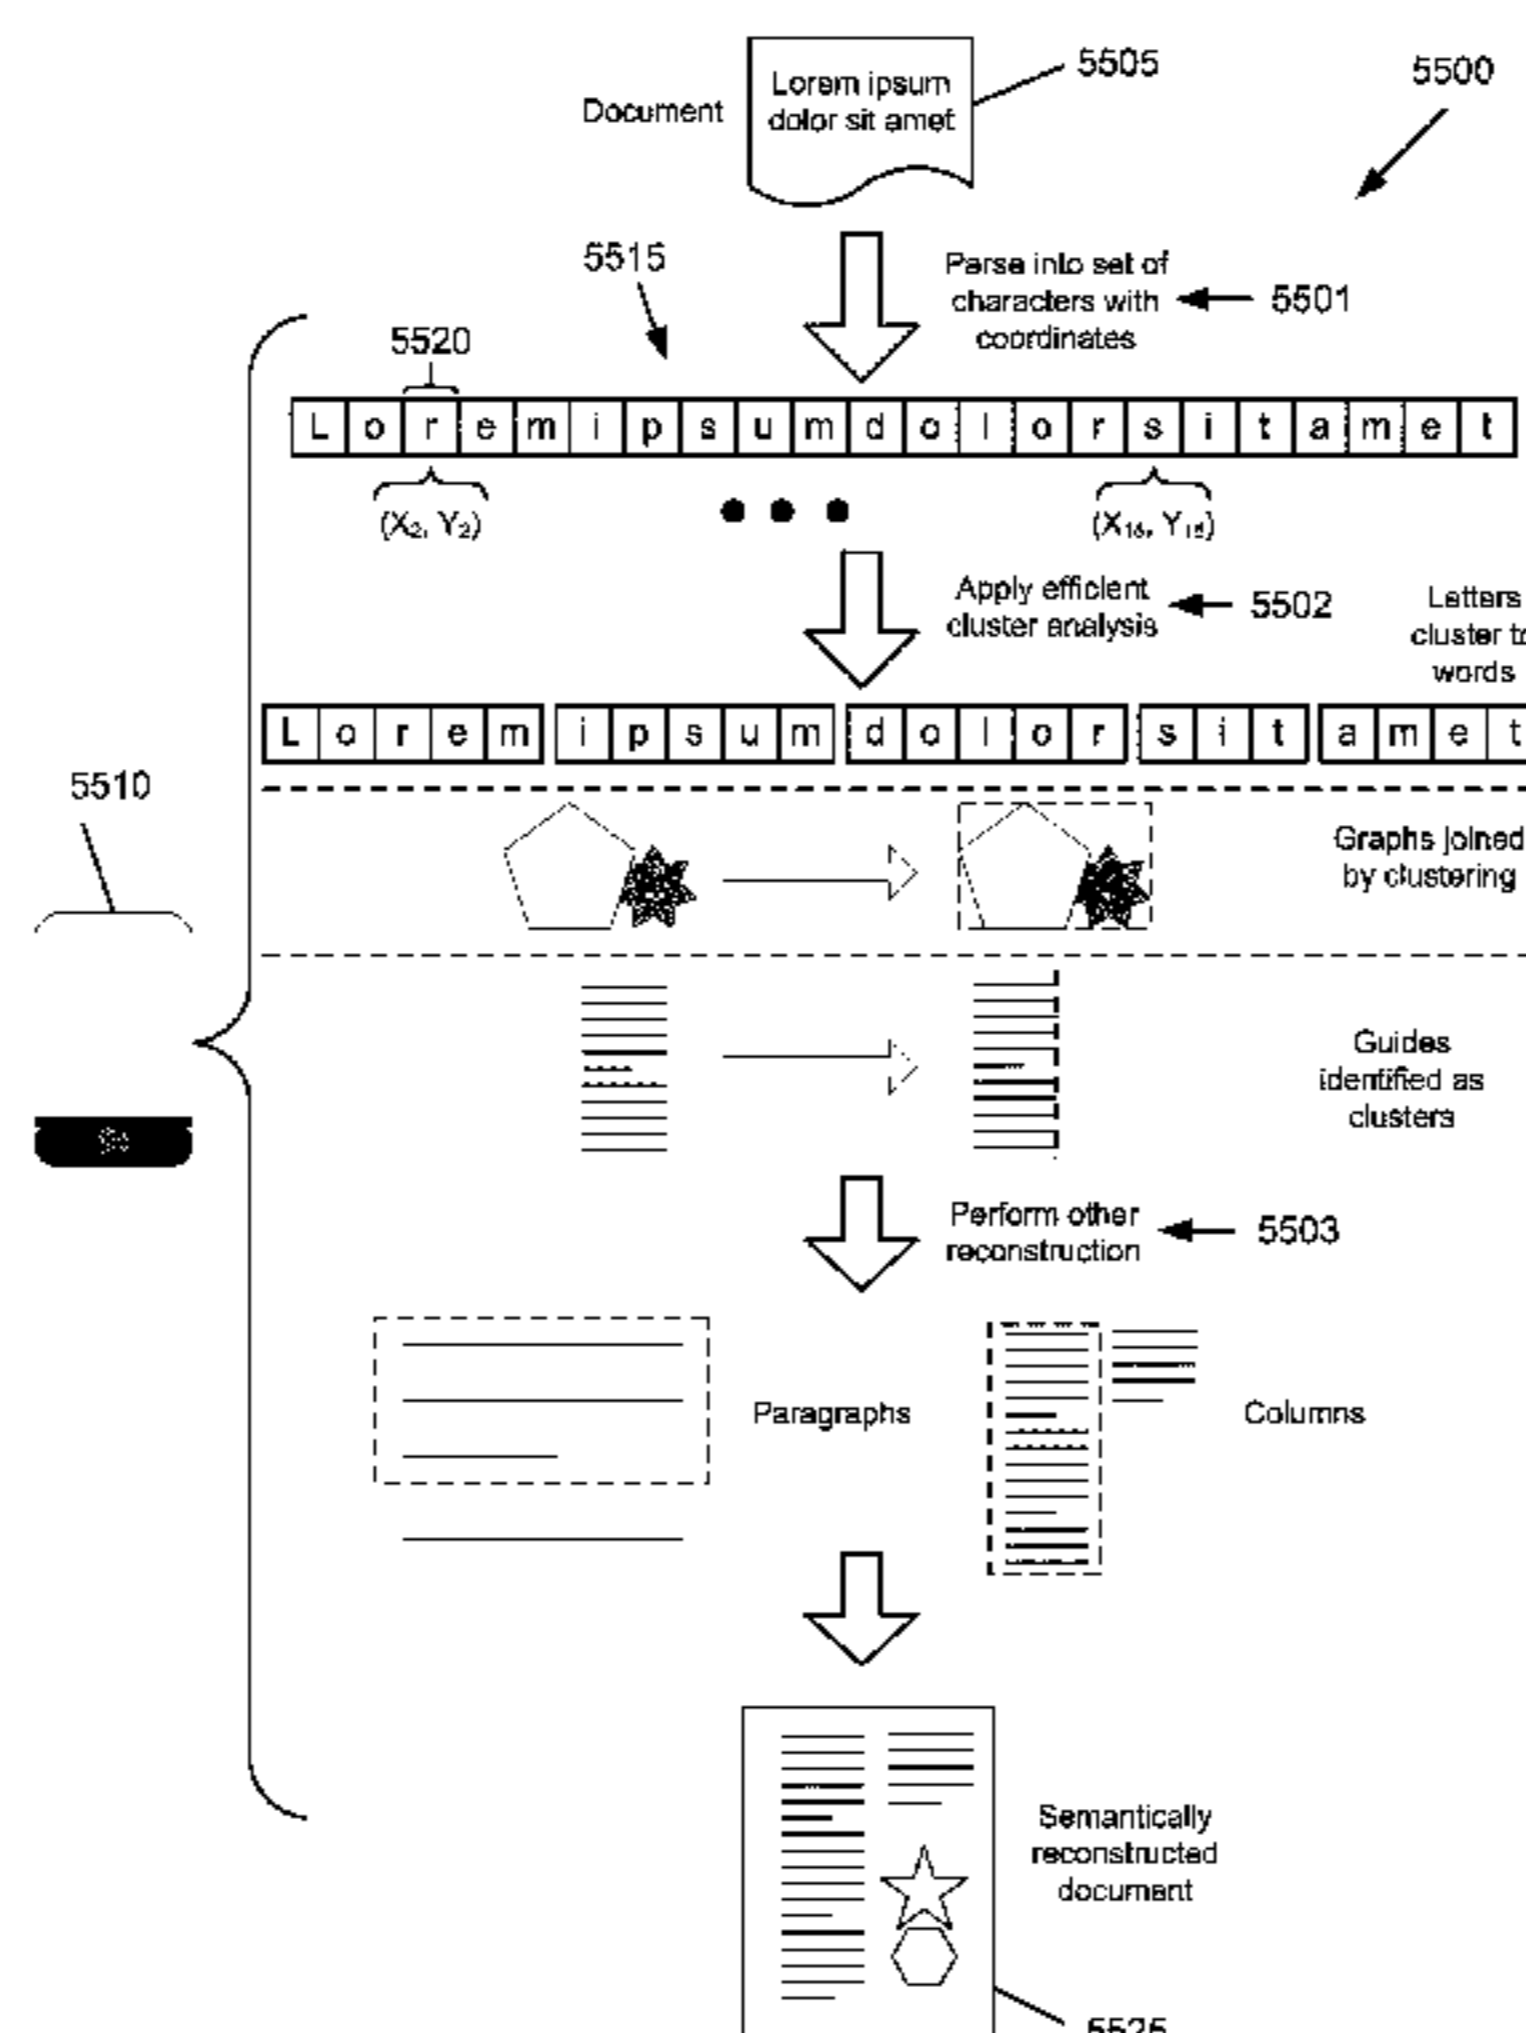 5505
5500
Document
Lorem ipsum
dolor sit amet
5515
Parse into set of
characters with
coordinates
5501
5520
L o r e m i p s u m d o l o r s i t a m e t
(X2, Y2)
Apply efficient
cluster analysis
5502
Letters
cluster to
words
L o r e m i p s u m d o l o r s i t a m e t
5510
Graphs joined
by clustering
Guides
identified as
clusters
Perform other
reconstruction
5503
Paragraphs
Columns
Semantically
reconstructed
document
5525